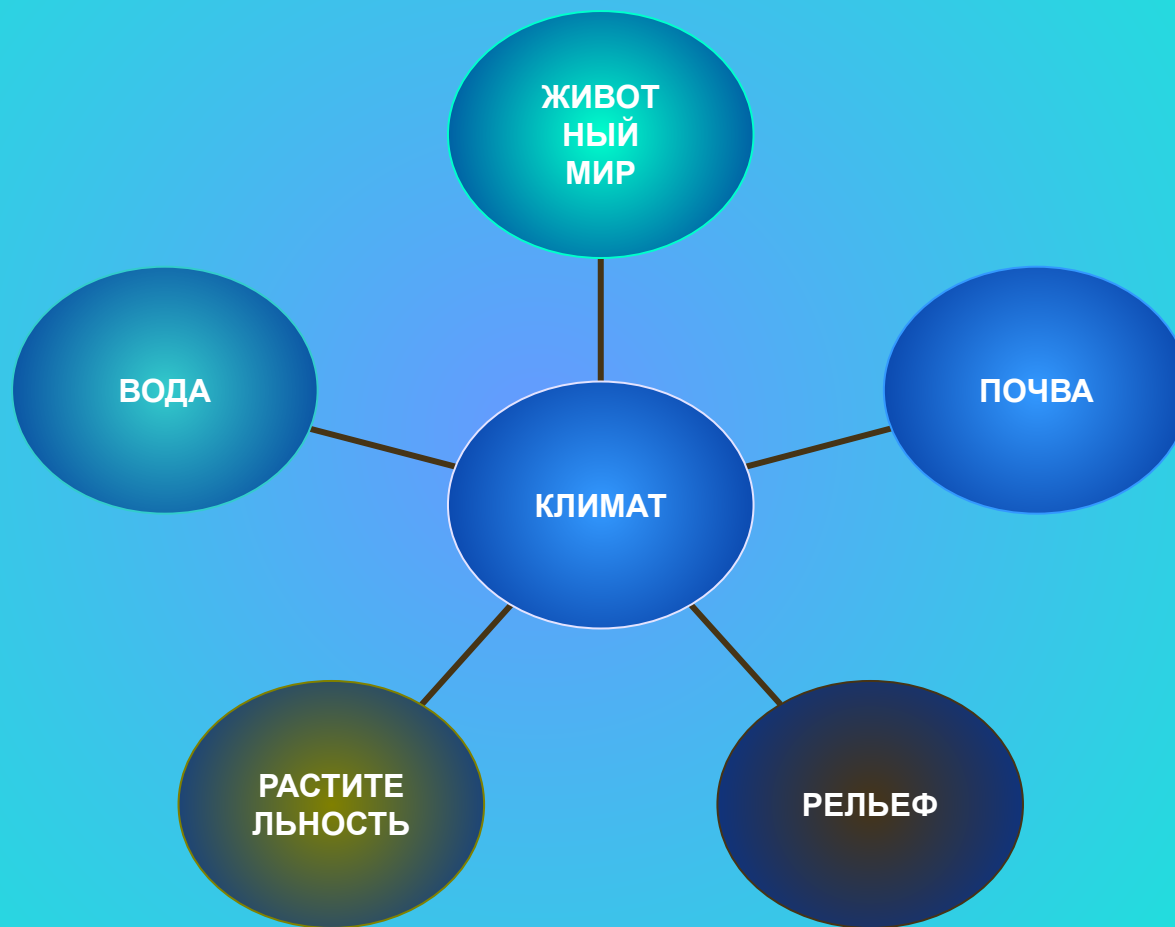 ЖИВОТ
НЫЙ
МИР
ВОДА
ПОЧВА
КЛИМАТ
РАСТИТЕ
ЛЬНОСТЬ
РЕЛЬЕФ